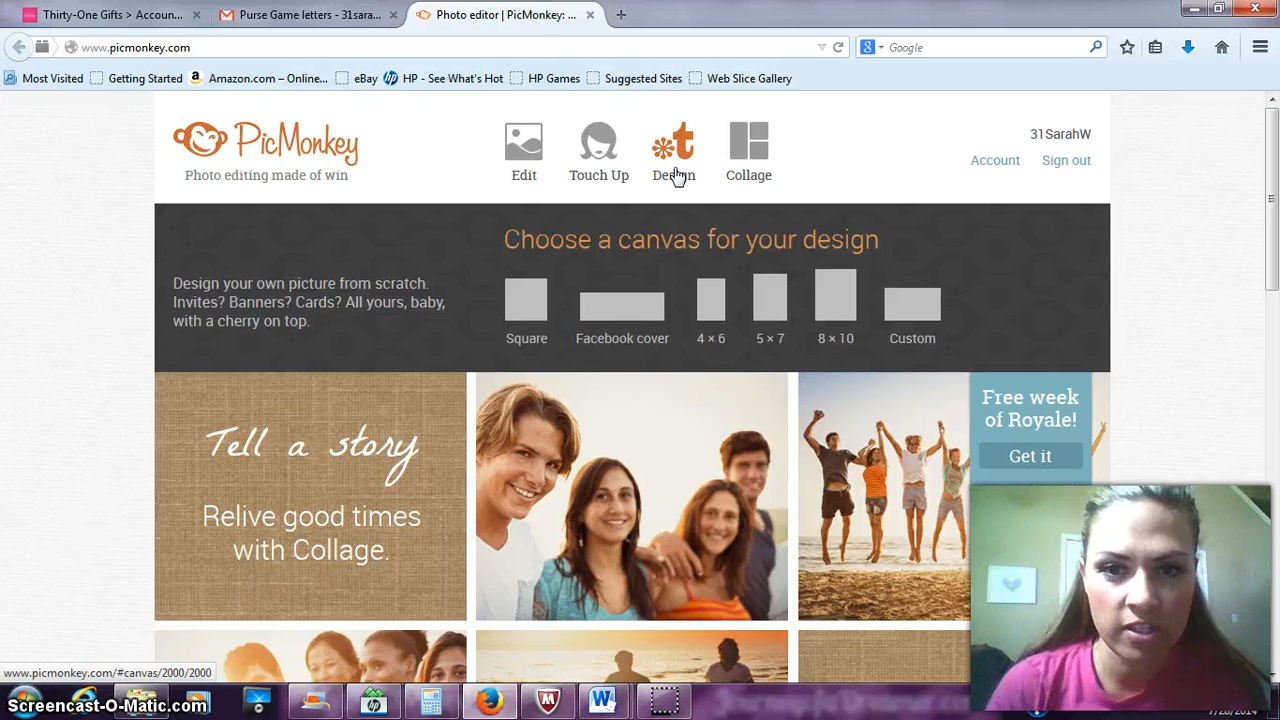 Thirty-One Gifts > Accoun...
Purse Game letters - 31sara...
Photo editor | PicMonkey: ...
www.picmonkey.com
Google
Most Visited
Getting Started
Amazon.com – Online...
eBay
HP - See What's Hot
HP Games
Suggested Sites
Web Slice Gallery
PicMonkey
Photo editing made of win
Edit
Touch Up
Design
Collage
31SarahW
Account
Sign out
Choose a canvas for your design
Design your own picture from scratch.
Invites? Banners? Cards? All yours, baby,
with a cherry on top.
Square
Facebook cover
4 × 6
5 × 7
8 × 10
Custom
Tell a story
Relive good times
with Collage.
Free week
of Royale!
Get it
www.picmonkey.com/#canvas/2000/2000
Screencast-O-Matic.com
7/28/2014